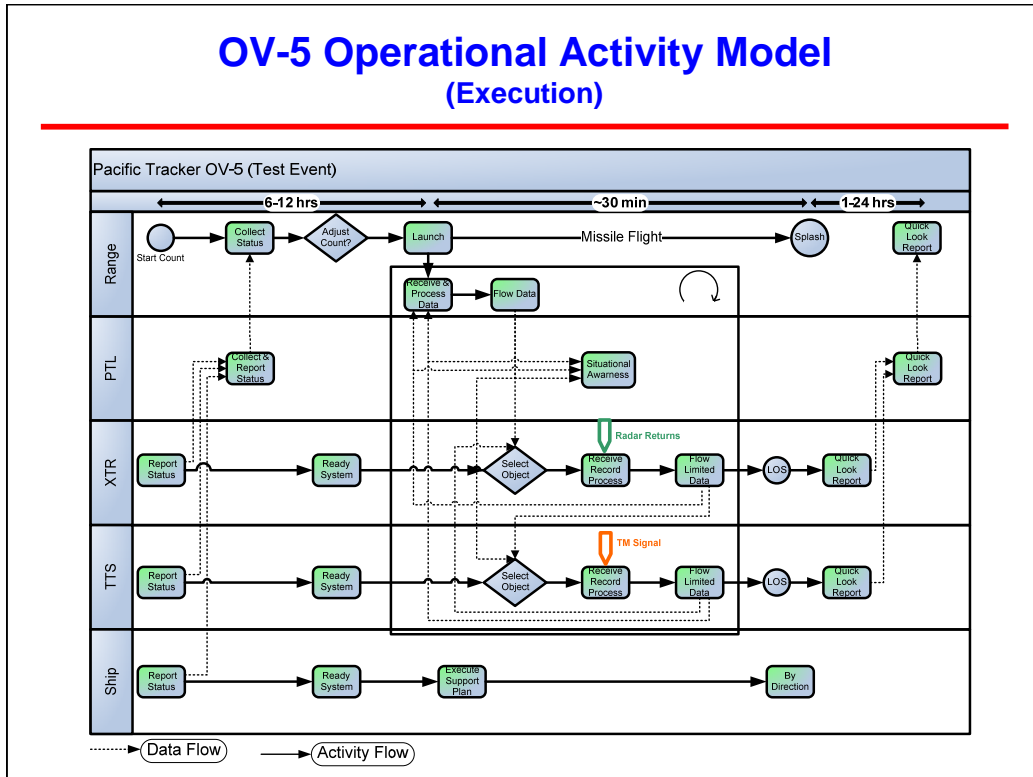 OV-5 Operational Activity Model
(Execution)
Pacific Tracker OV-5 (Test Event)
6-12 hrs
~30 min
1-24 hrs
Range
Start Count
Collect
Status
Adjust
Count?
Launch
Missile Flight
Splash
Quick
Look
Report
Receive &
Process
Data
Flow Data
PTL
Collect &
Report
Status
Situational
Awarness
Quick
Look
Report
XTR
Report
Status
Ready
System
Select
Object
Radar Returns
Receive
Record
Process
Flow
Limited
Data
LOS
Quick
Look
Report
TTS
Report
Status
Ready
System
Select
Object
TM Signal
Receive
Record
Process
Flow
Limited
Data
LOS
Quick
Look
Report
Ship
Report
Status
Ready
System
Execute
Support
Plan
By
Direction
Data Flow
Activity Flow